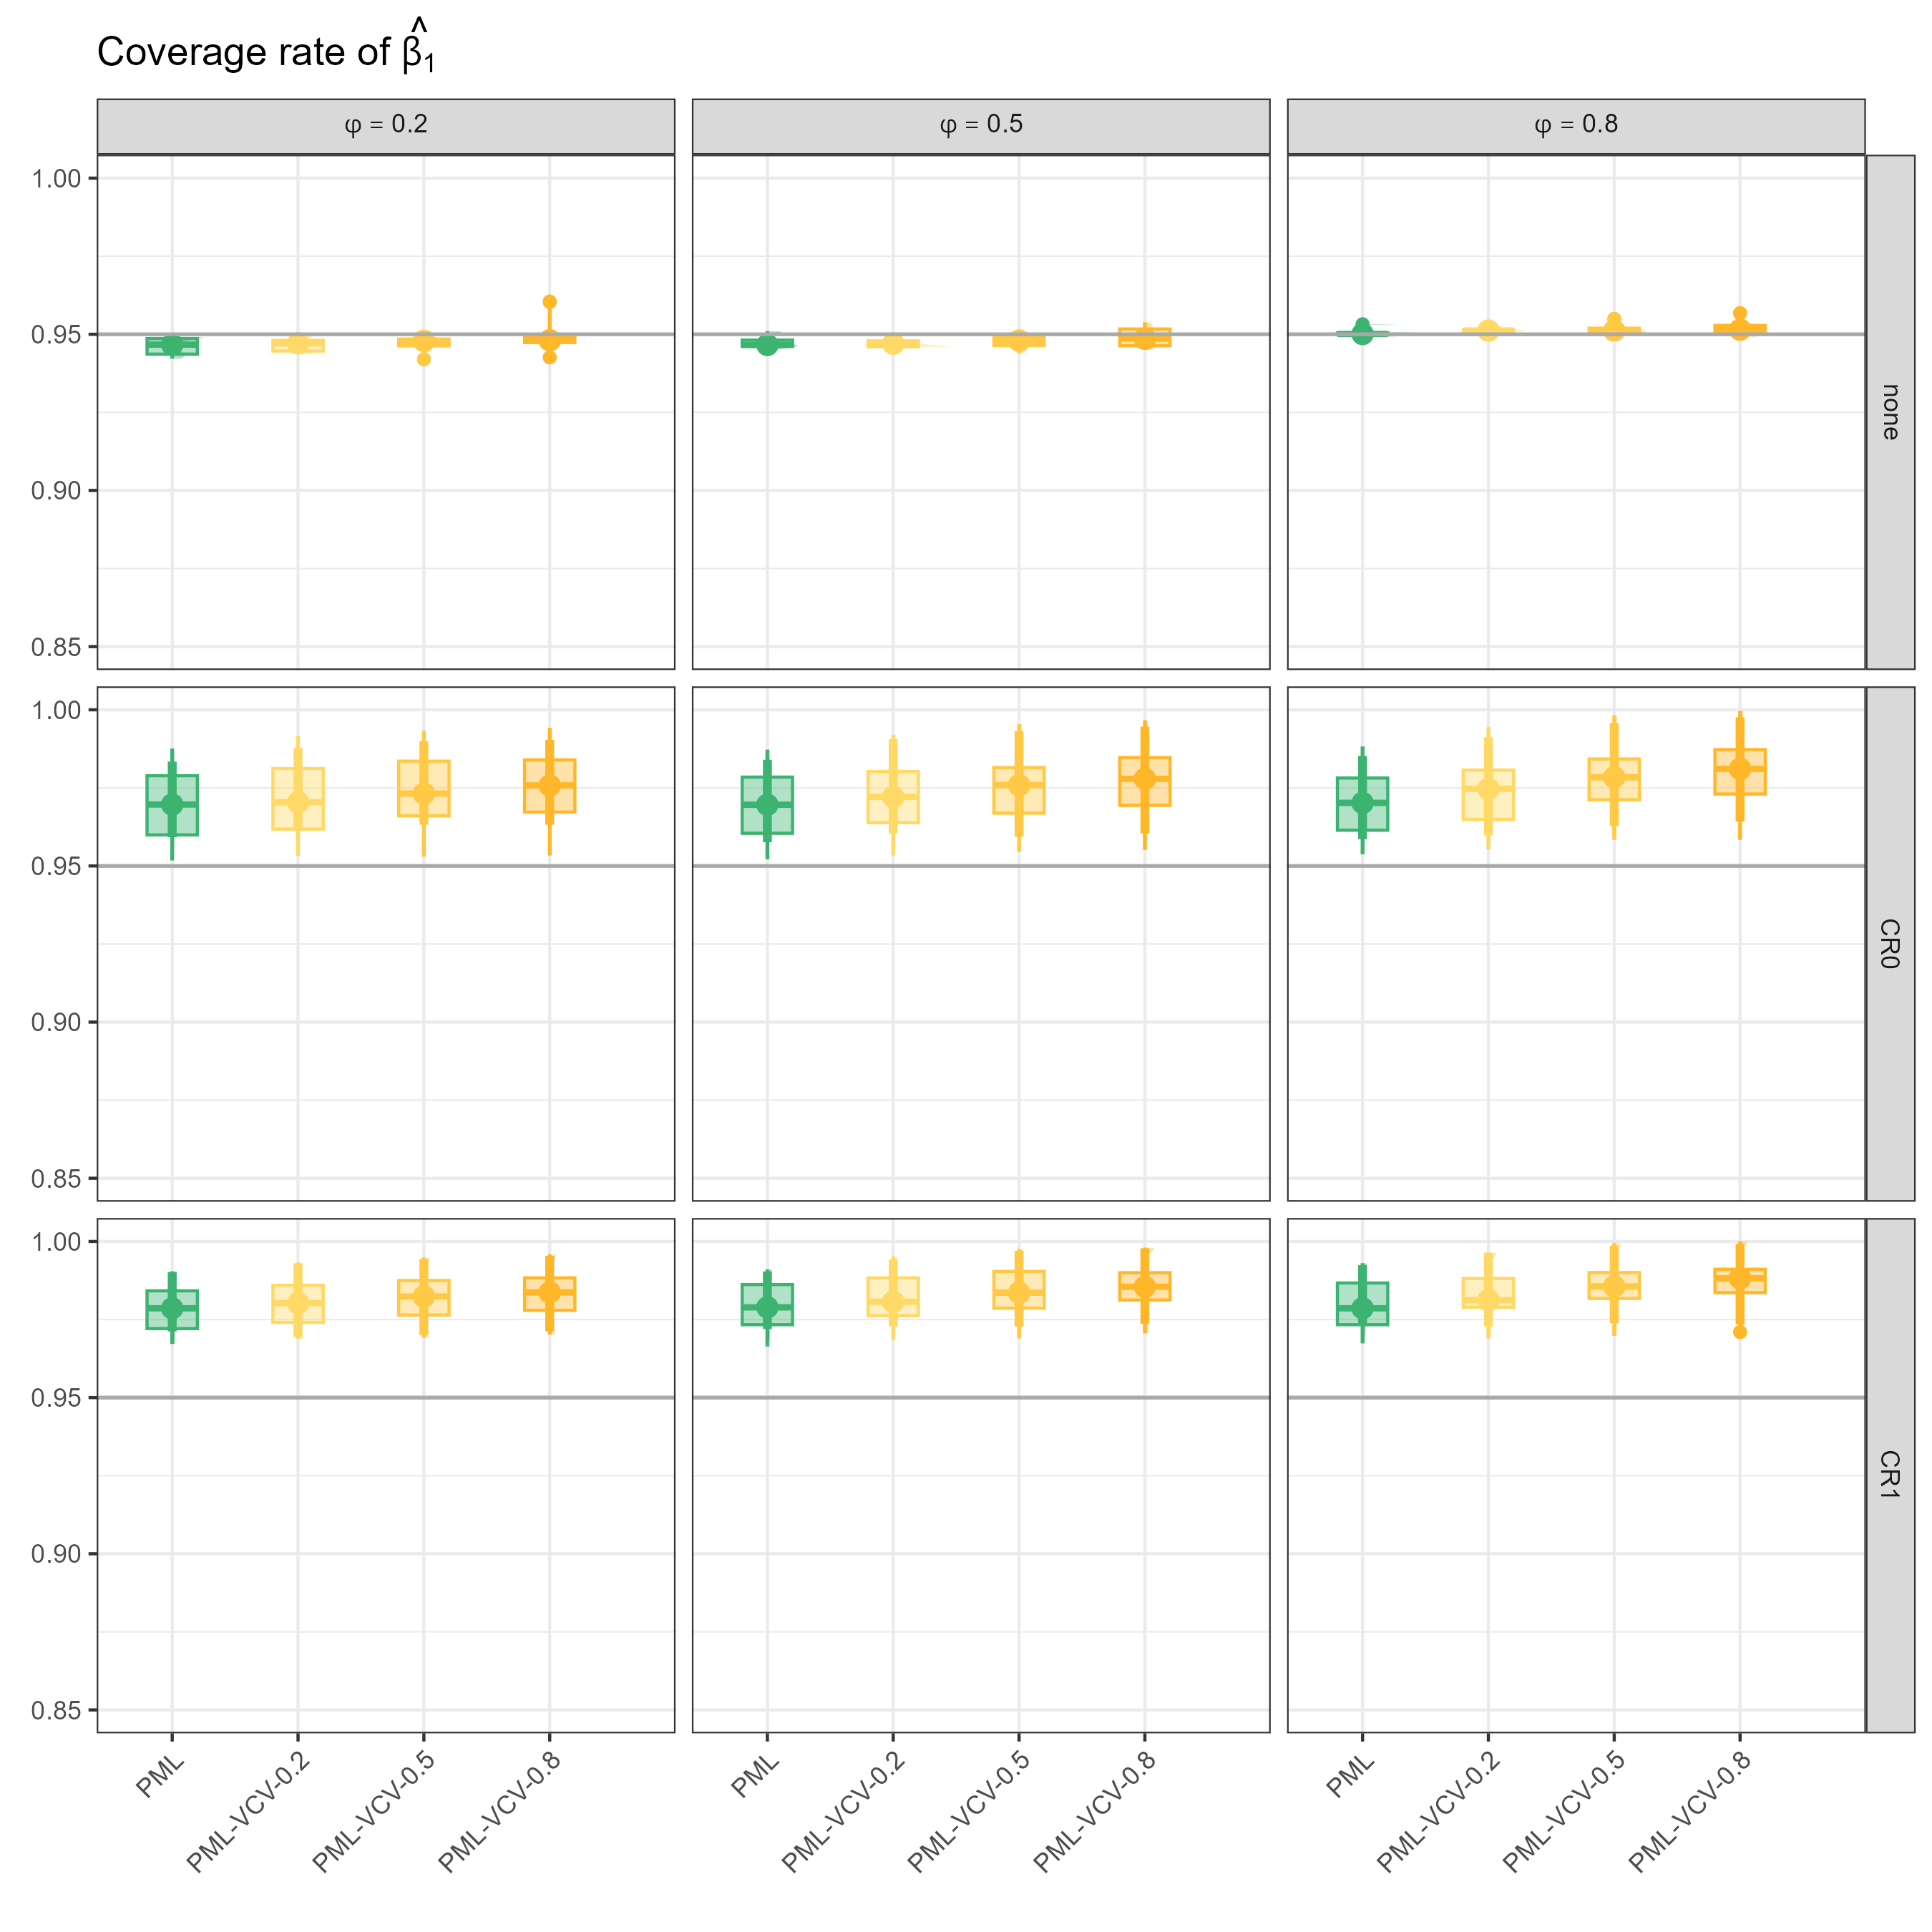 Coverage rate of β̂₁
φ = 0.2
φ = 0.5
φ = 0.8
1.00
0.95
0.90
0.85
none
1.00
0.95
0.90
0.85
CR0
1.00
0.95
0.90
0.85
CR1
PML
PML-VCV-0.2
PML-VCV-0.5
PML-VCV-0.8
PML
PML-VCV-0.2
PML-VCV-0.5
PML-VCV-0.8
PML
PML-VCV-0.2
PML-VCV-0.5
PML-VCV-0.8